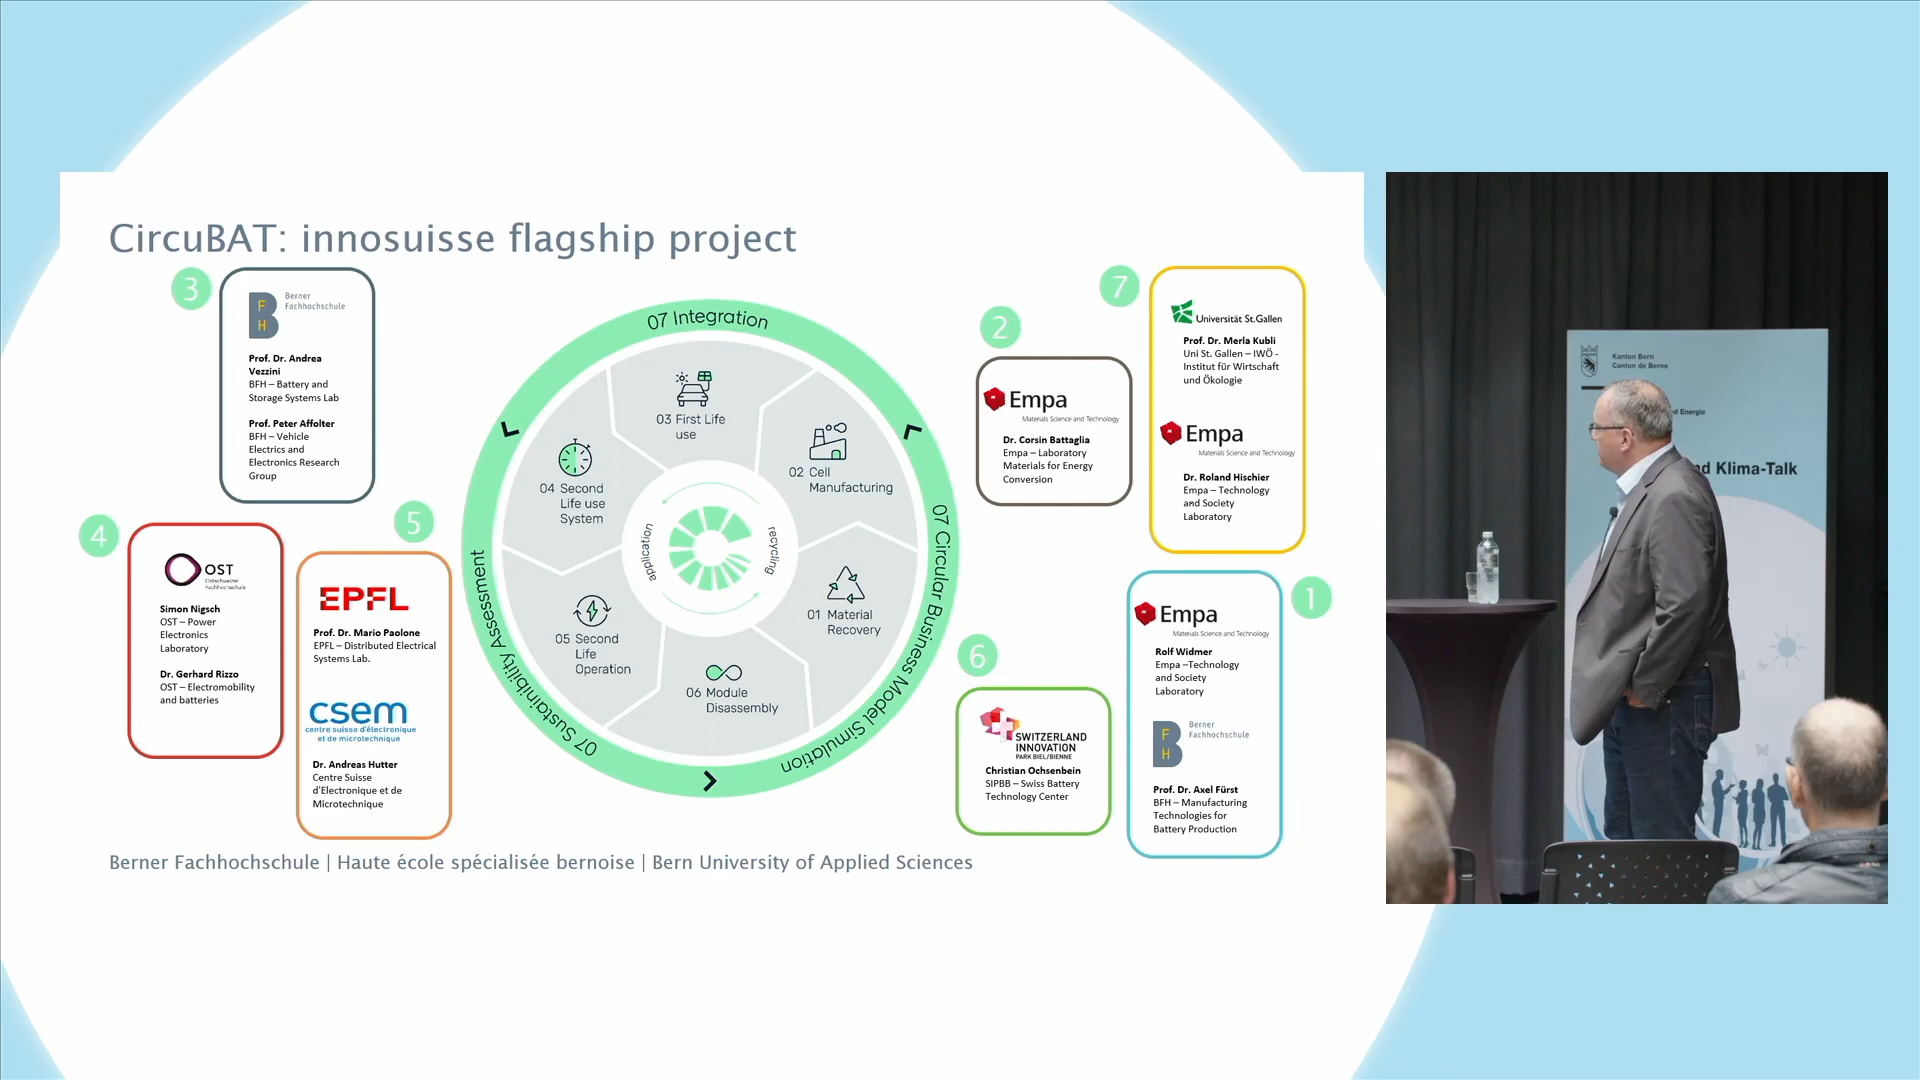 CircuBAT: innosuisse flagship project
3
Berner
Fachhochschule
F
H
Prof. Dr. Andrea
Vezzini
BFH – Battery and
Storage Systems Lab
Prof. Peter Affolter
BFH – Vehicle
Electrics and
Electronics Research
Group
4
OST
Ostschweizer
Fachhochschule
Simon Nigsch
OST – Power
Electronics
Laboratory
Dr. Gerhard Rizzo
OST – Electromobility
and batteries
5
EPFL
Prof. Dr. Mario Paolone
EPFL – Distributed Electrical
Systems Lab.
csem
centre suisse d'électronique
et de microtechnique
Dr. Andreas Hutter
Centre Suisse
d'Electronique et de
Microtechnique
07 Integration
07 Circular Business Model Simulation
07 Sustainibility Assessment
03 First Life
use
02 Cell
Manufacturing
04 Second
Life use
System
application
recycling
01 Material
Recovery
05 Second
Life
Operation
06 Module
Disassembly
2
Empa
Materials Science and Technology
Dr. Corsin Battaglia
Empa – Laboratory
Materials for Energy
Conversion
7
Universität St.Gallen
Prof. Dr. Merla Kubli
Uni St. Gallen – IWÖ -
Institut für Wirtschaft
und Ökologie
Empa
Materials Science and Technology
Dr. Roland Hischier
Empa – Technology
and Society
Laboratory
6
SWITZERLAND
INNOVATION
PARK BIEL/BIENNE
Christian Ochsenbein
SIPBB – Swiss Battery
Technology Center
1
Empa
Materials Science and Technology
Rolf Widmer
Empa –Technology
and Society
Laboratory
Berner
Fachhochschule
F
H
Prof. Dr. Axel Fürst
BFH – Manufacturing
Technologies for
Battery Production
Berner Fachhochschule | Haute école spécialisée bernoise | Bern University of Applied Sciences
Kanton Bern
Canton de Berne
nd Energie
nd Klima-Talk